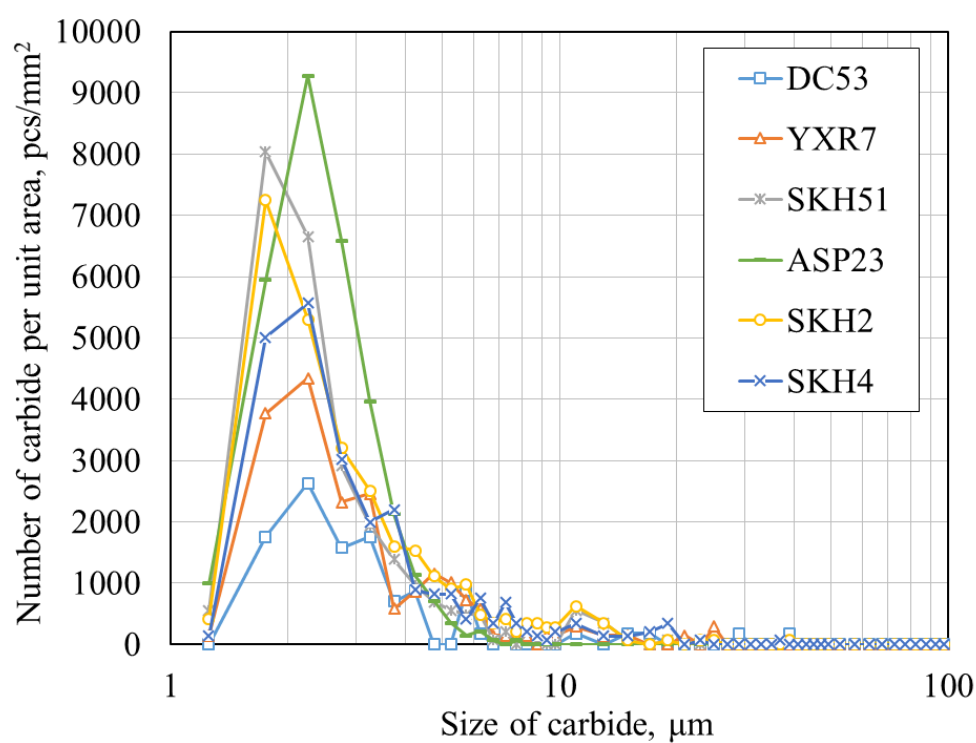 Number of carbide per unit area, pcs/mm²
10000
9000
8000
7000
6000
5000
4000
3000
2000
1000
0
DC53
YXR7
SKH51
ASP23
SKH2
SKH4
1
10
100
Size of carbide, μm